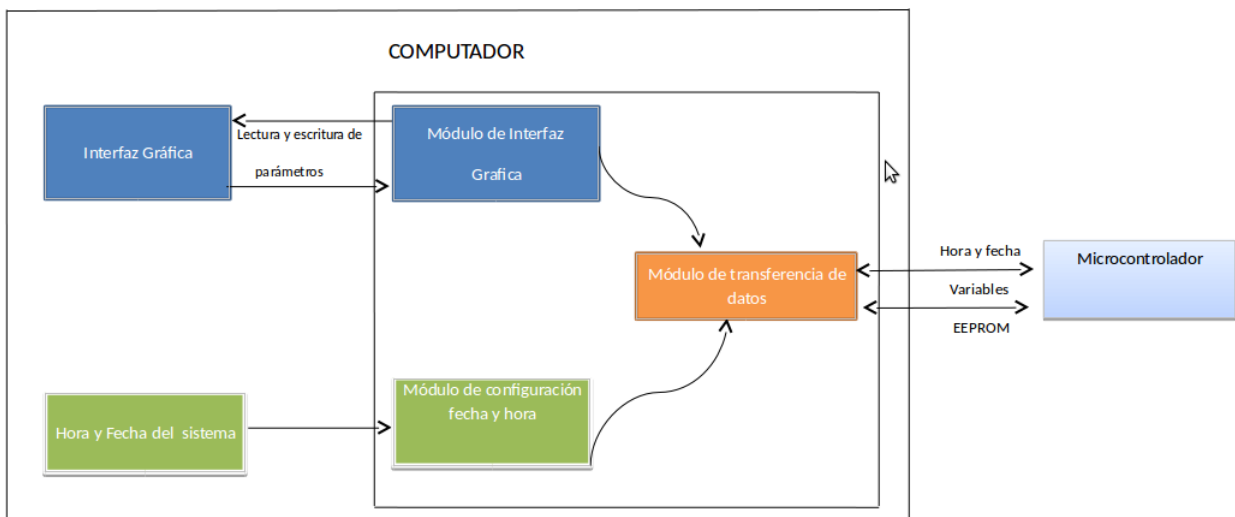 COMPUTADOR
Interfaz Gráfica
Lectura y escritura de
parámetros
Módulo de Interfaz
Grafica
Módulo de transferencia de
datos
Hora y fecha
Variables
EEPROM
Microcontrolador
Hora y Fecha del sistema
Módulo de configuración
fecha y hora